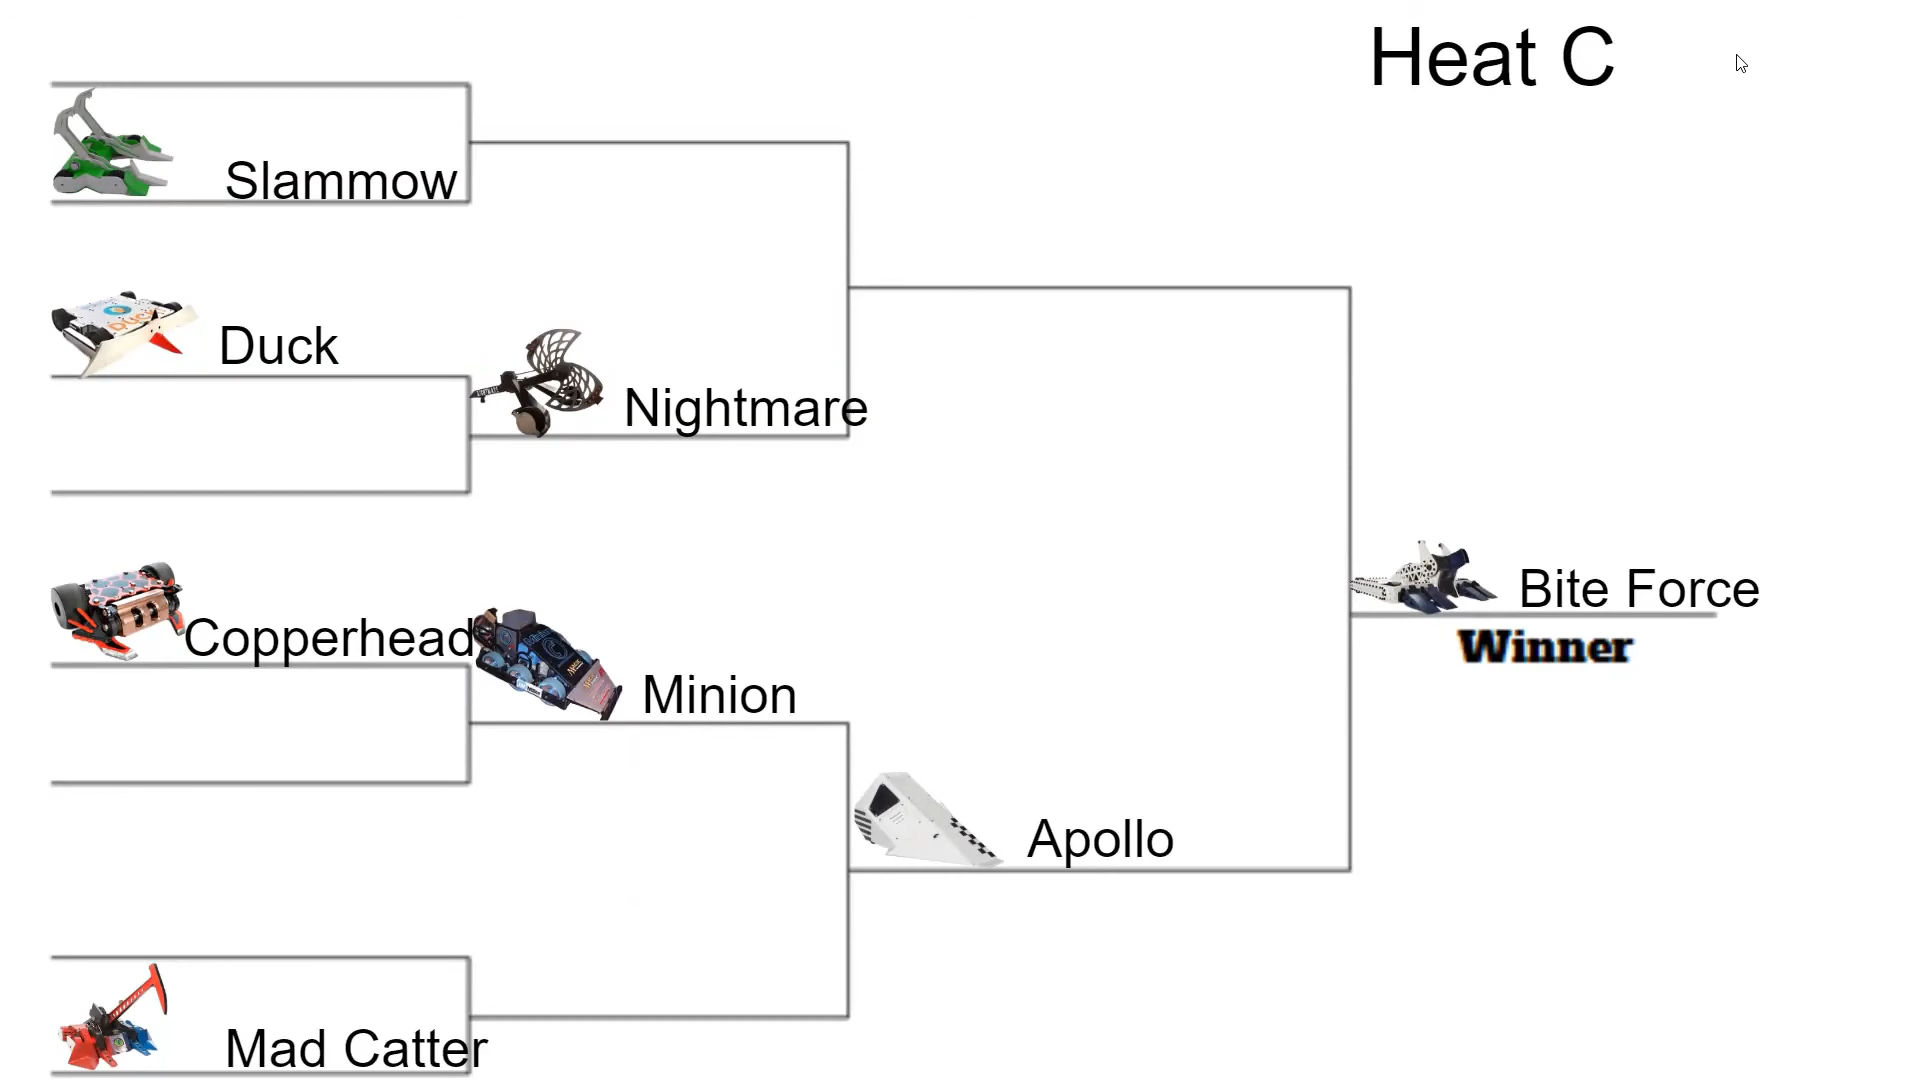 Heat C
Slammow
Duck
Nightmare
Copperhead
Minion
Bite Force
Winner
Apollo
Mad Catter